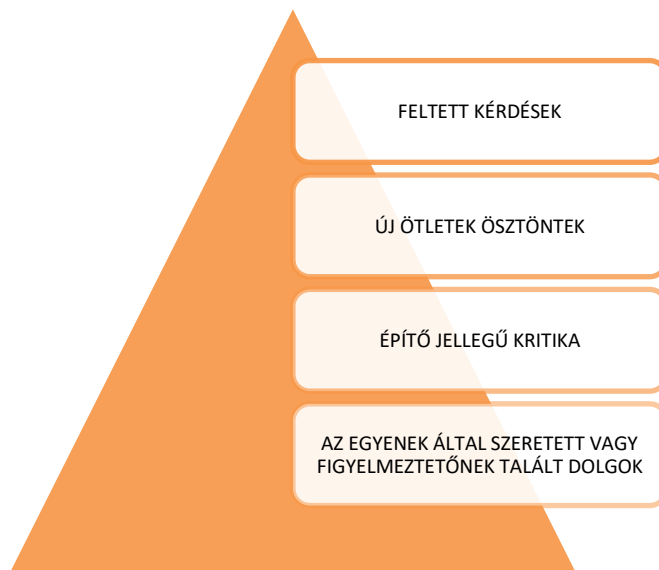 FELTETT KÉRDÉSEK
ÚJ ÖTLETEK ÖSZTÖNTEK
ÉPÍTŐ JELLEGŰ KRITIKA
AZ EGYENEK ÁLTAL SZERETETT VAGY
FIGYELMEZTETŐNEK TALÁLT DOLGOK